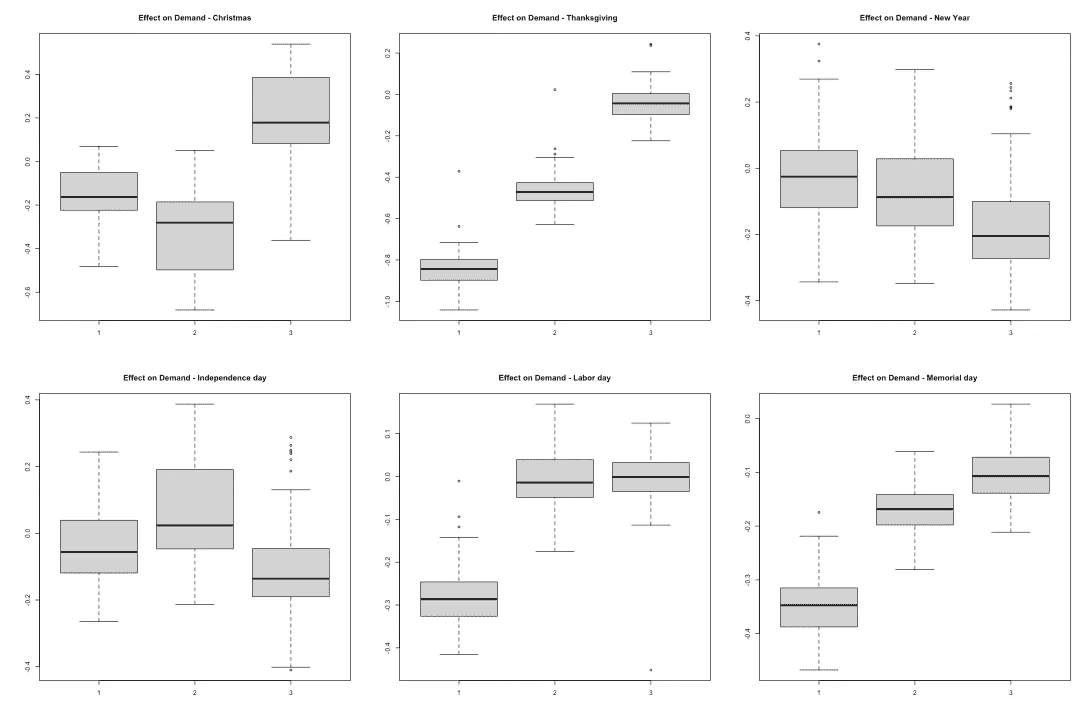 Effect on Demand - Christmas
0.4
0.2
0.0
-0.2
-0.4
-0.6
1 2 3
Effect on Demand - Thanksgiving
0.2
0.0
-0.2
-0.4
-0.6
-0.8
-1.0
1 2 3
Effect on Demand - New Year
0.4
0.2
0.0
-0.2
-0.4
1 2 3
Effect on Demand - Independence day
0.4
0.2
0.0
-0.2
-0.4
1 2 3
Effect on Demand - Labor day
0.1
0.0
-0.1
-0.2
-0.3
-0.4
1 2 3
Effect on Demand - Memorial day
0.0
-0.1
-0.2
-0.3
-0.4
1 2 3